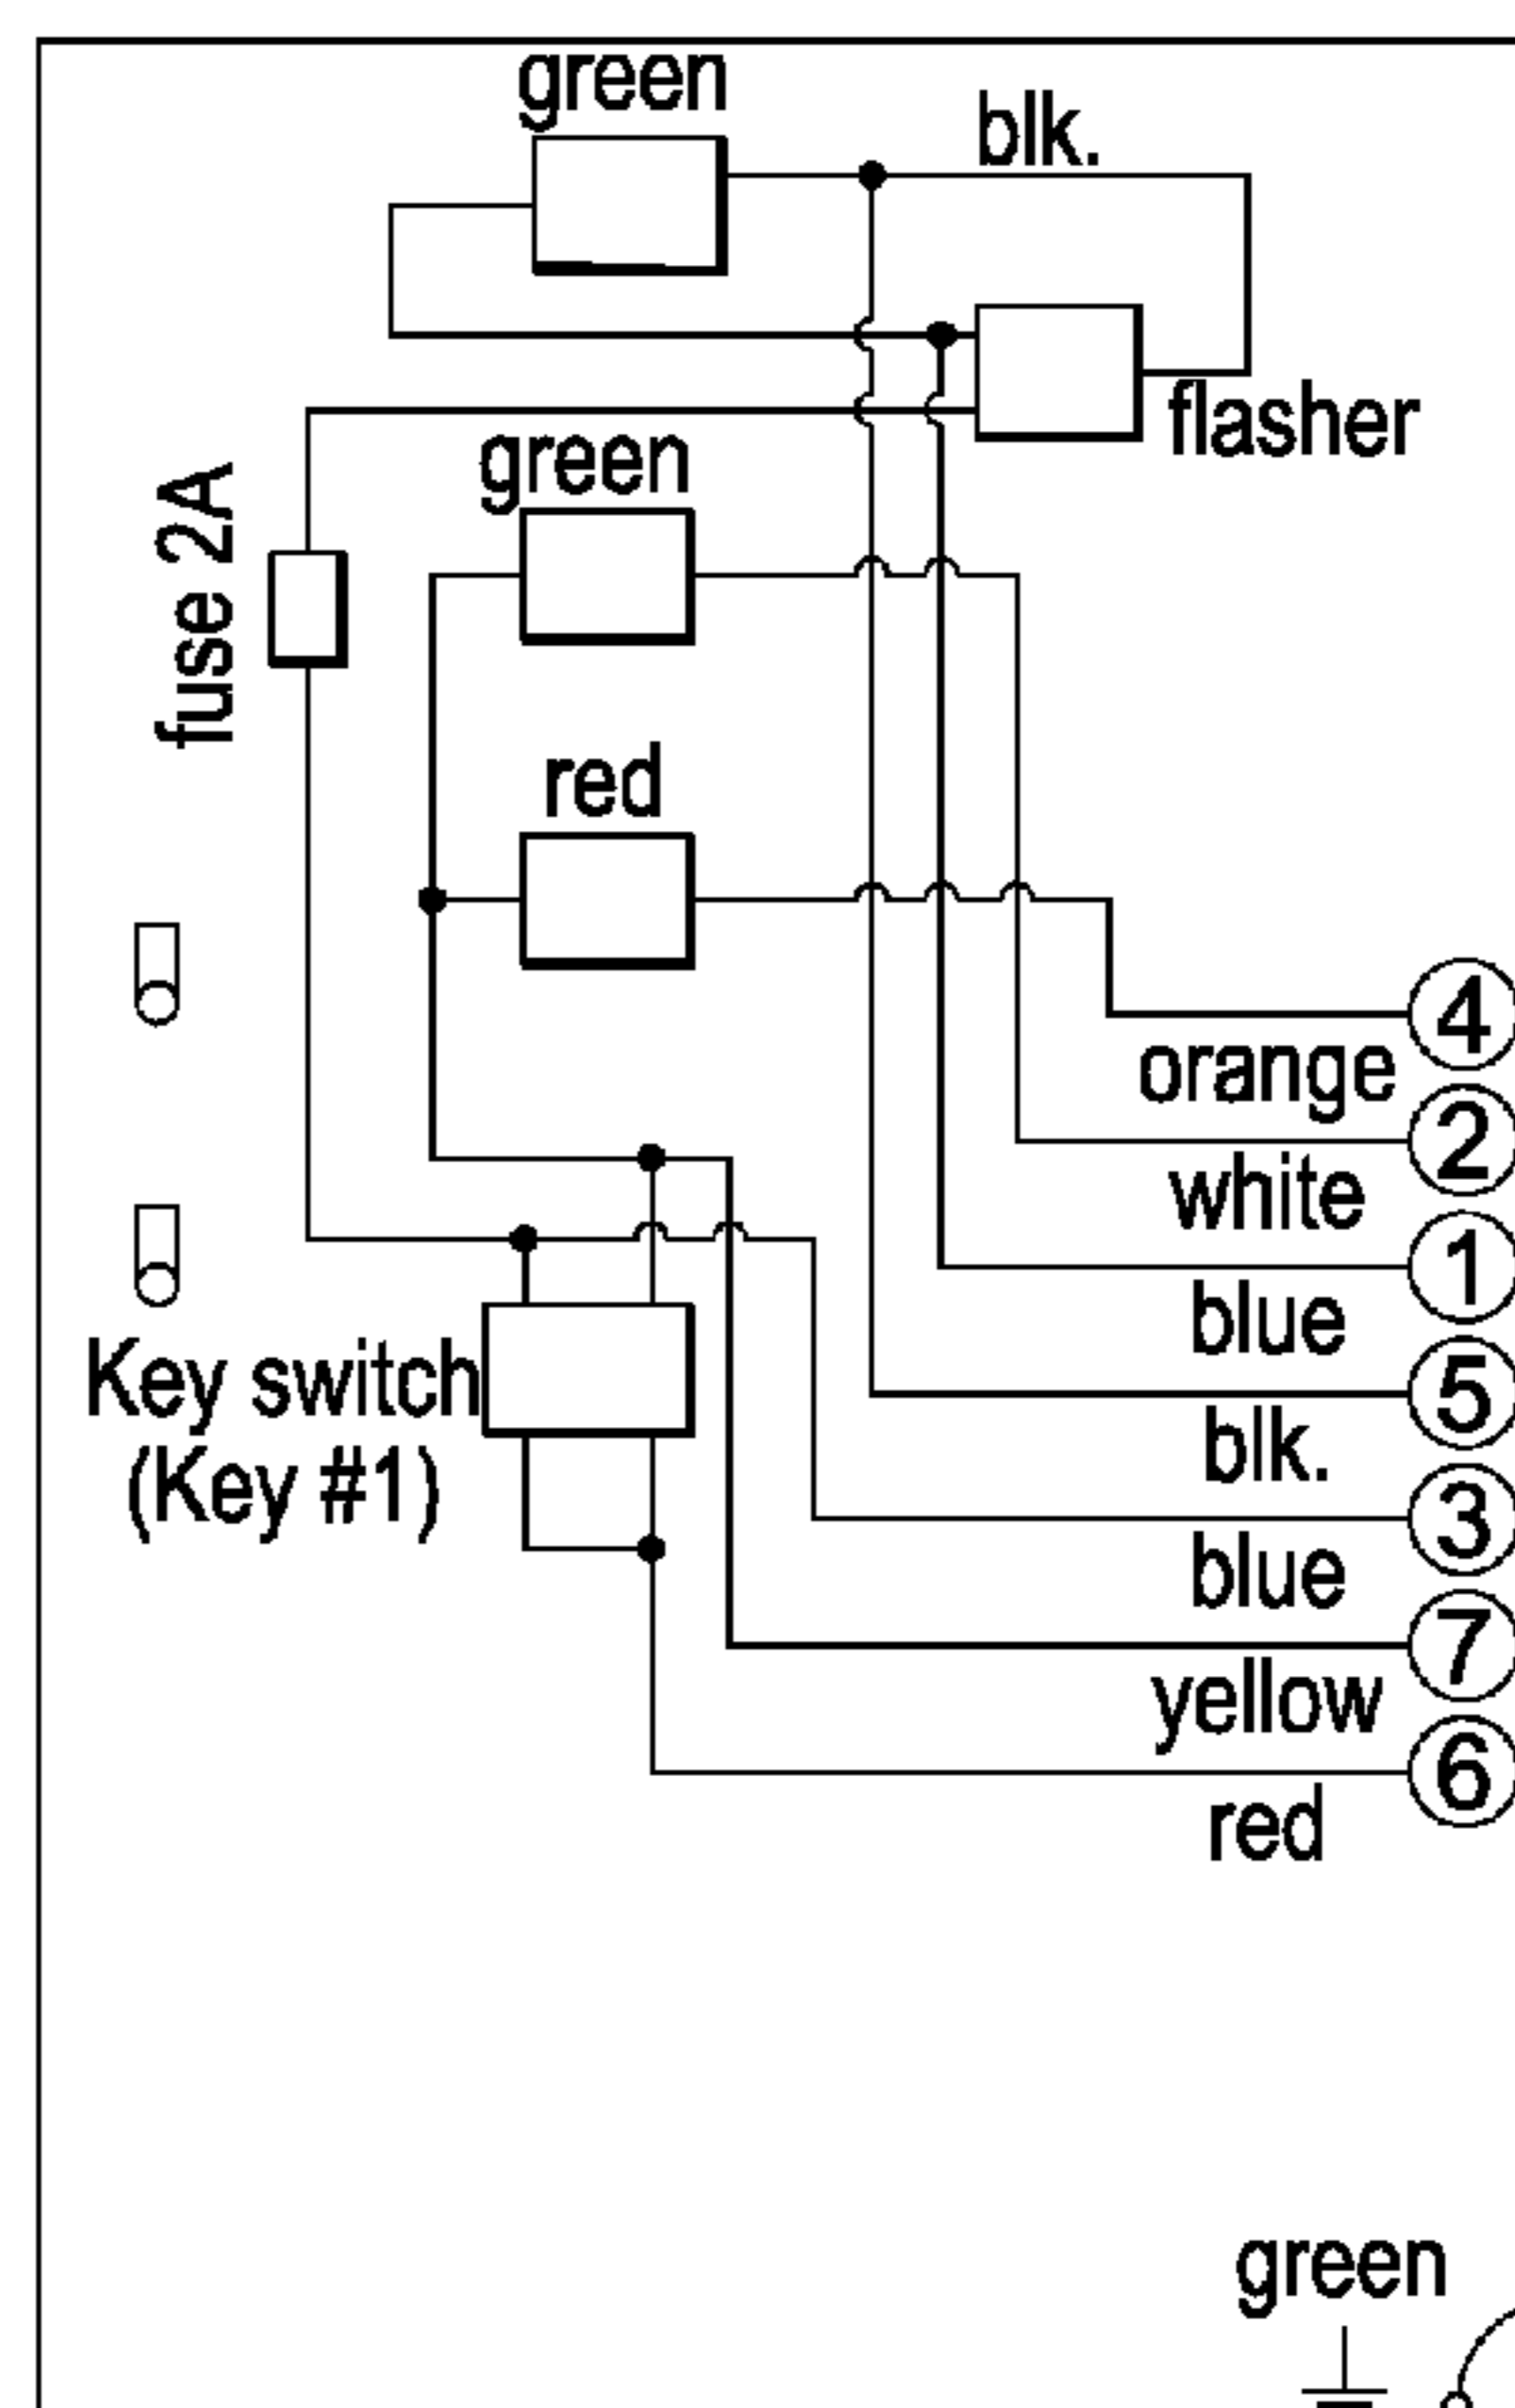 green
blk.
flasher
green
fuse 2A
red
4
orange
2
white
1
blue
Key switch
(Key #1)
5
blk.
3
blue
7
yellow
6
red
green